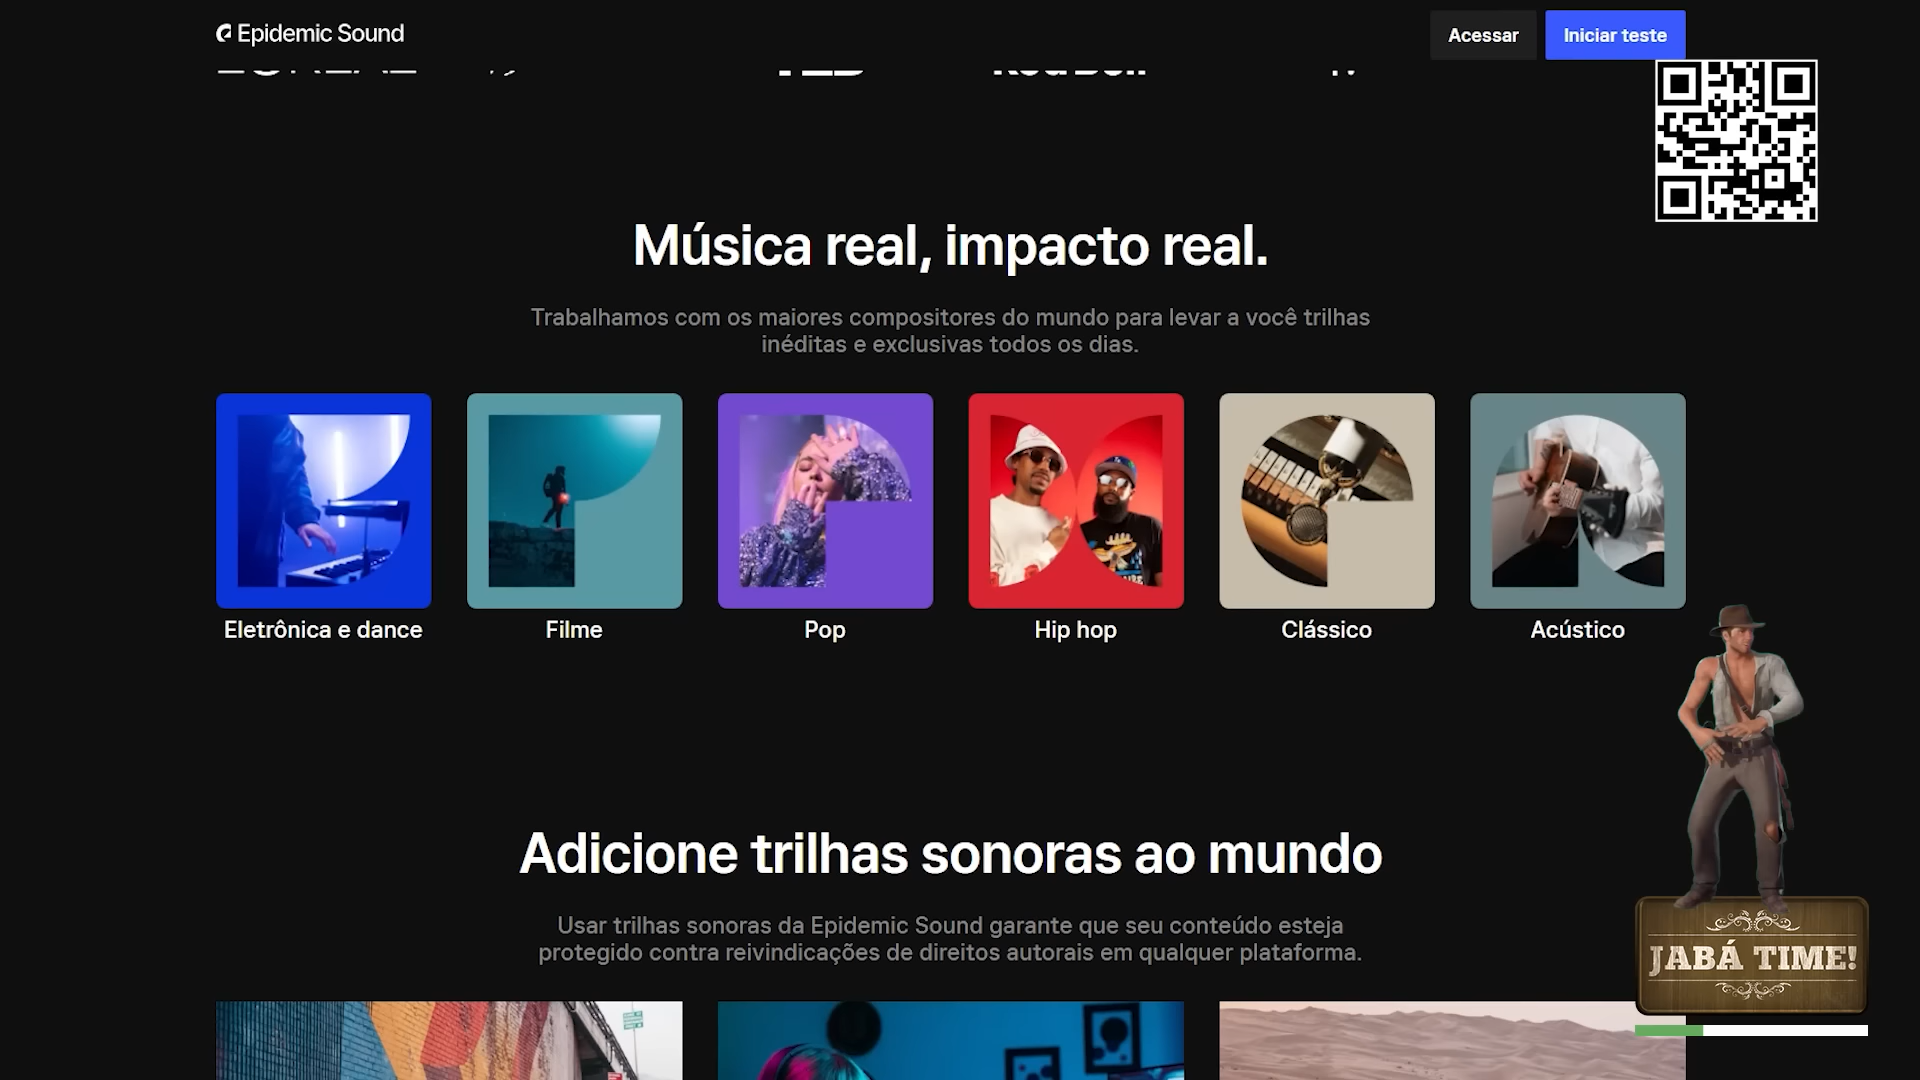 Epidemic Sound
Acessar
Iniciar teste
Música real, impacto real.
Trabalhamos com os maiores compositores do mundo para levar a você trilhas
inéditas e exclusivas todos os dias.
Eletrônica e dance
Filme
Pop
Hip hop
Clássico
Acústico
Adicione trilhas sonoras ao mundo
Usar trilhas sonoras da Epidemic Sound garante que seu conteúdo esteja
protegido contra reivindicações de direitos autorais em qualquer plataforma.
JABÁ TIME!